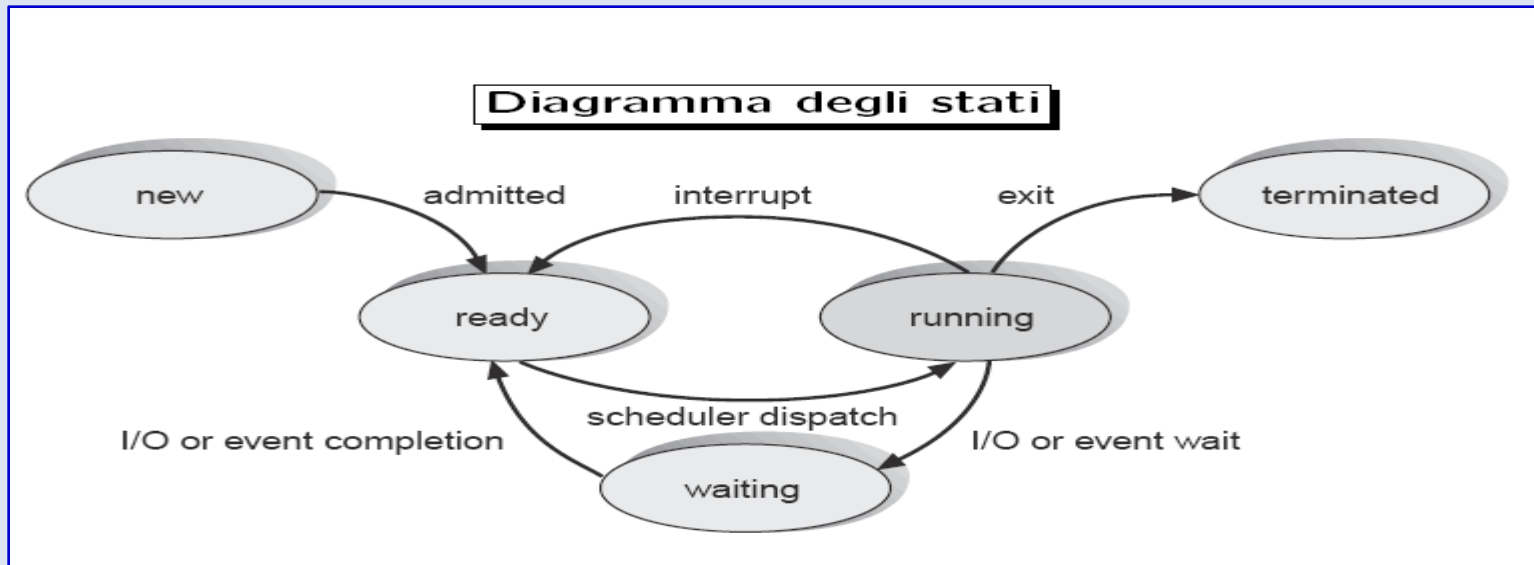 Diagramma degli stati
new
admitted
interrupt
exit
terminated
ready
running
scheduler dispatch
I/O or event completion
I/O or event wait
waiting